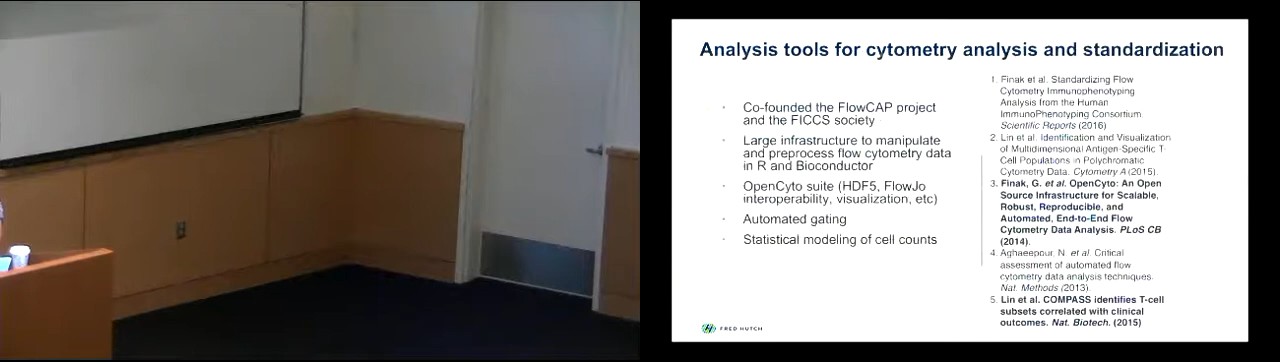 Analysis tools for cytometry analysis and standardization
Co-founded the FlowCAP project
and the FICCS society
Large infrastructure to manipulate
and preprocess flow cytometry data
in R and Bioconductor
OpenCyto suite (HDF5, FlowJo
interoperability, visualization, etc)
Automated gating
Statistical modeling of cell counts
1. Finak et al. Standardizing Flow
Cytometry Immunophenotyping
Analysis from the Human
ImmunoPhenotyping Consortium.
Scientific Reports (2016)
2. Lin et al. Identification and Visualization
of Multidimensional Antigen-Specific T-
Cell Populations in Polychromatic
Cytometry Data. Cytometry A (2015).
3. Finak, G. et al. OpenCyto: An Open
Source Infrastructure for Scalable,
Robust, Reproducible, and
Automated, End-to-End Flow
Cytometry Data Analysis. PLoS CB
(2014).
4. Aghaeepour, N. et al. Critical
assessment of automated flow
cytometry data analysis techniques.
Nat. Methods (2013).
5. Lin et al. COMPASS identifies T-cell
subsets correlated with clinical
outcomes. Nat. Biotech. (2015)
FRED HUTCH